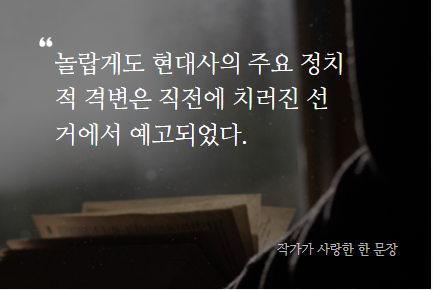 ❝
놀랍게도 현대사의 주요 정치
적 격변은 직전에 치러진 선
거에서 예고되었다.
작가가 사랑한 한 문장